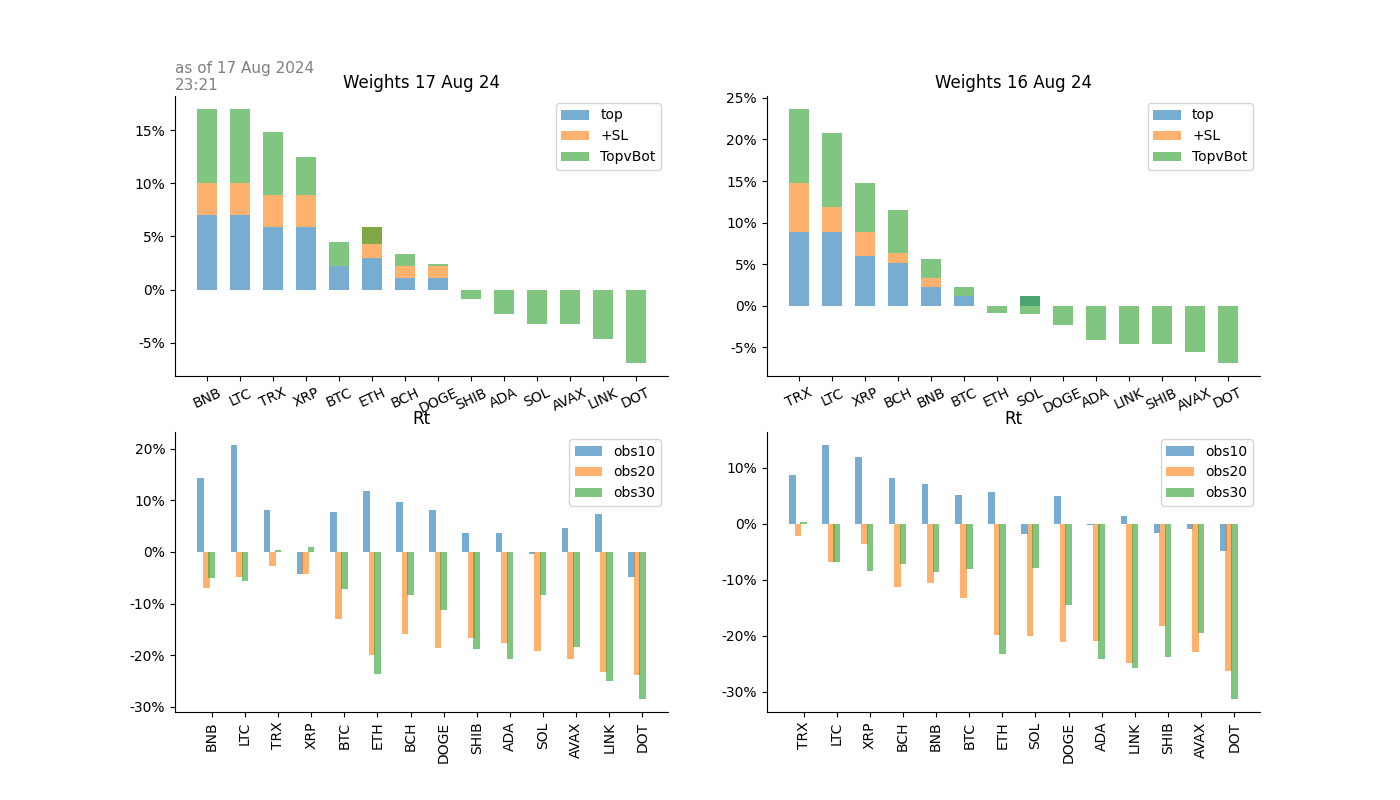 as of 17 Aug 2024
23:21
Weights 17 Aug 24
15%
10%
5%
0%
-5%
top
+SL
TopvBot
BNB LTC TRX XRP BTC ETH BCH DOGE SHIB ADA SOL AVAX LINK DOT
Weights 16 Aug 24
25%
20%
15%
10%
5%
0%
-5%
top
+SL
TopvBot
TRX LTC XRP BCH BNB BTC ETH SOL DOGE ADA LINK SHIB AVAX DOT
Rt
20%
10%
0%
-10%
-20%
-30%
obs10
obs20
obs30
BNB LTC TRX XRP BTC ETH BCH DOGE SHIB ADA SOL AVAX LINK DOT
Rt
10%
0%
-10%
-20%
-30%
obs10
obs20
obs30
TRX LTC XRP BCH BNB BTC ETH SOL DOGE ADA LINK SHIB AVAX DOT